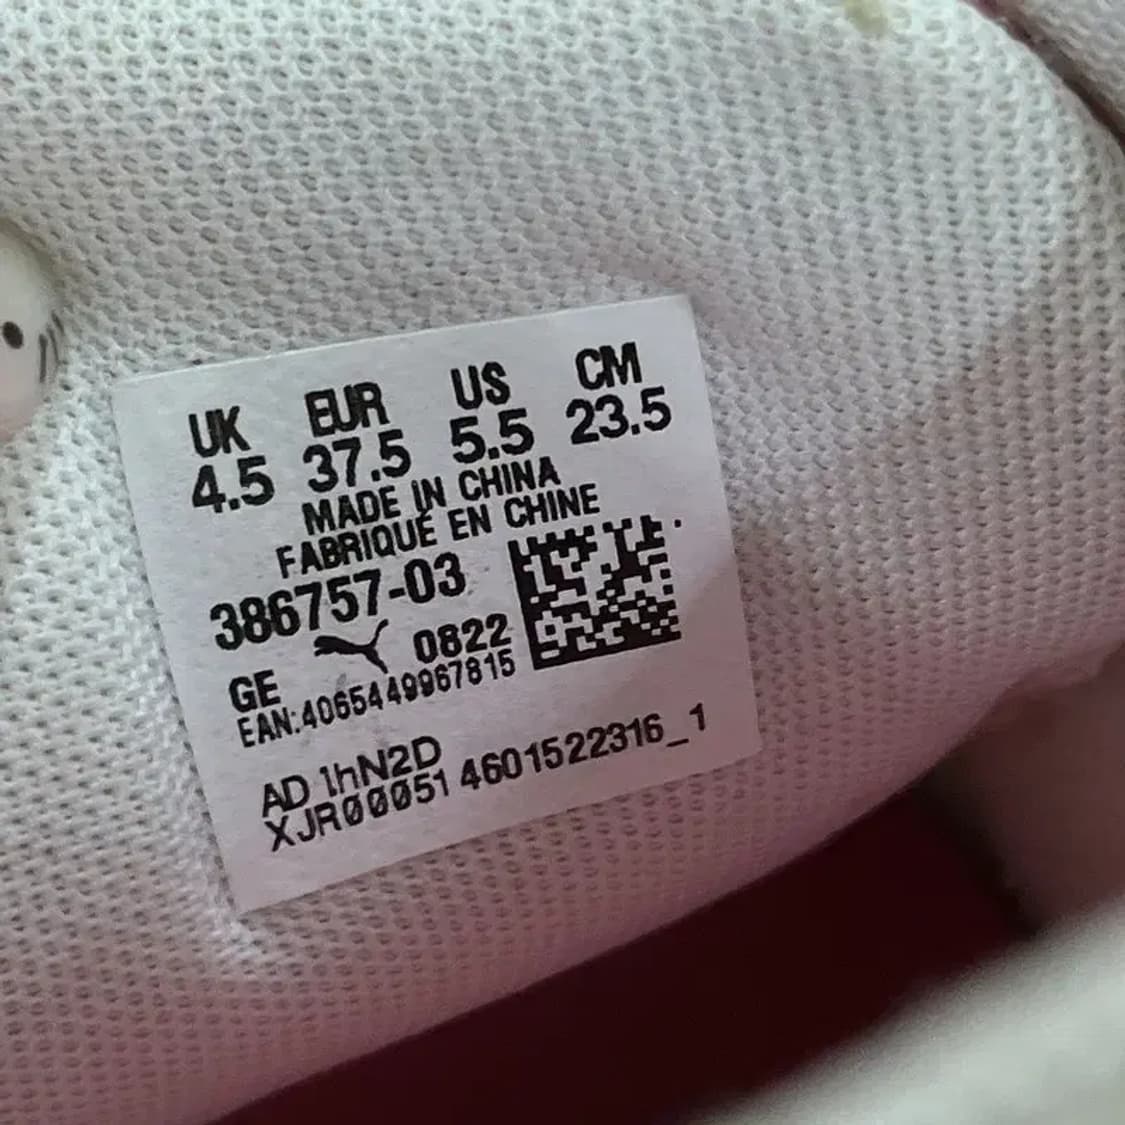 UK EUR US CM
4.5 37.5 5.5 23.5
MADE IN CHINA
FABRIQUÉ EN CHINE
386757-03
GE 0822
EAN:4065449967815
AD 1hN2D
XJR00051 4601522316_1